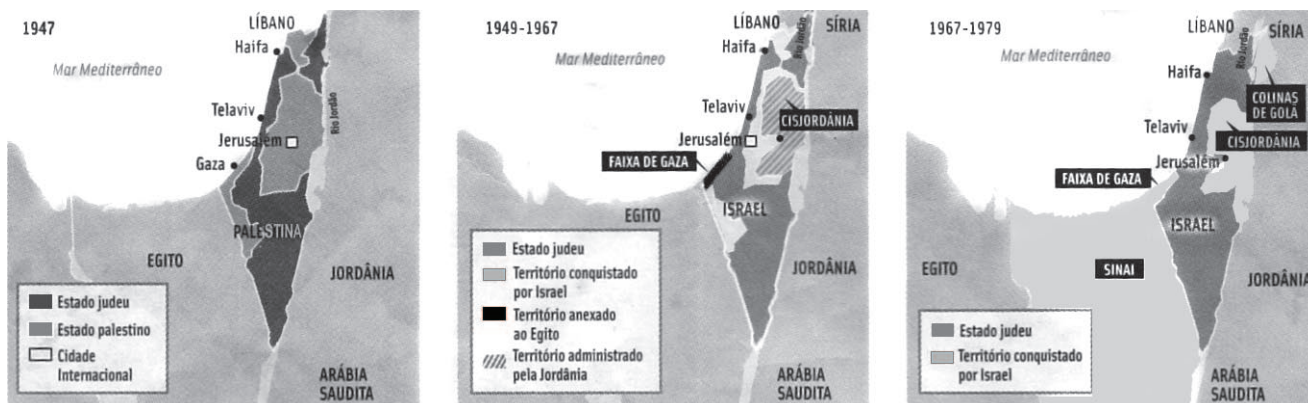 1947
LÍBANO
Haifa
Mar Mediterrâneo
Telaviv
Rio Jordão
Jerusalém
Gaza
PALESTINA
EGITO
JORDÂNIA
Estado judeu
Estado palestino
Cidade
Internacional
ARÁBIA
SAUDITA
1949-1967
LÍBANO
SÍRIA
Rio Jordão
Haifa
Mar Mediterrâneo
Telaviv
CISJORDÂNIA
Jerusalém
FAIXA DE GAZA
EGITO
ISRAEL
JORDÂNIA
Estado judeu
Território conquistado
por Israel
Território anexado
ao Egito
Território administrado
pela Jordânia
ARÁBIA
SAUDITA
1967-1979
LÍBANO
SÍRIA
Rio Jordão
Haifa
Mar Mediterrâneo
COLINAS
DE GOLÃ
Telaviv
CISJORDÂNIA
Jerusalém
FAIXA DE GAZA
ISRAEL
EGITO
SINAI
JORDÂNIA
Estado judeu
Território conquistado
por Israel
ARÁBIA
SAUDITA